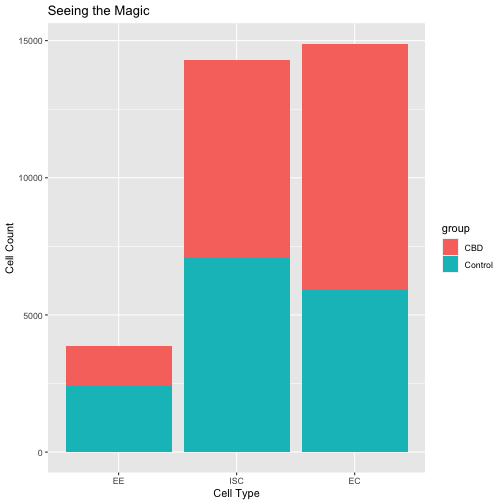 Seeing the Magic
15000
10000
5000
0
Cell Count
EE ISC EC
Cell Type
group
CBD
Control